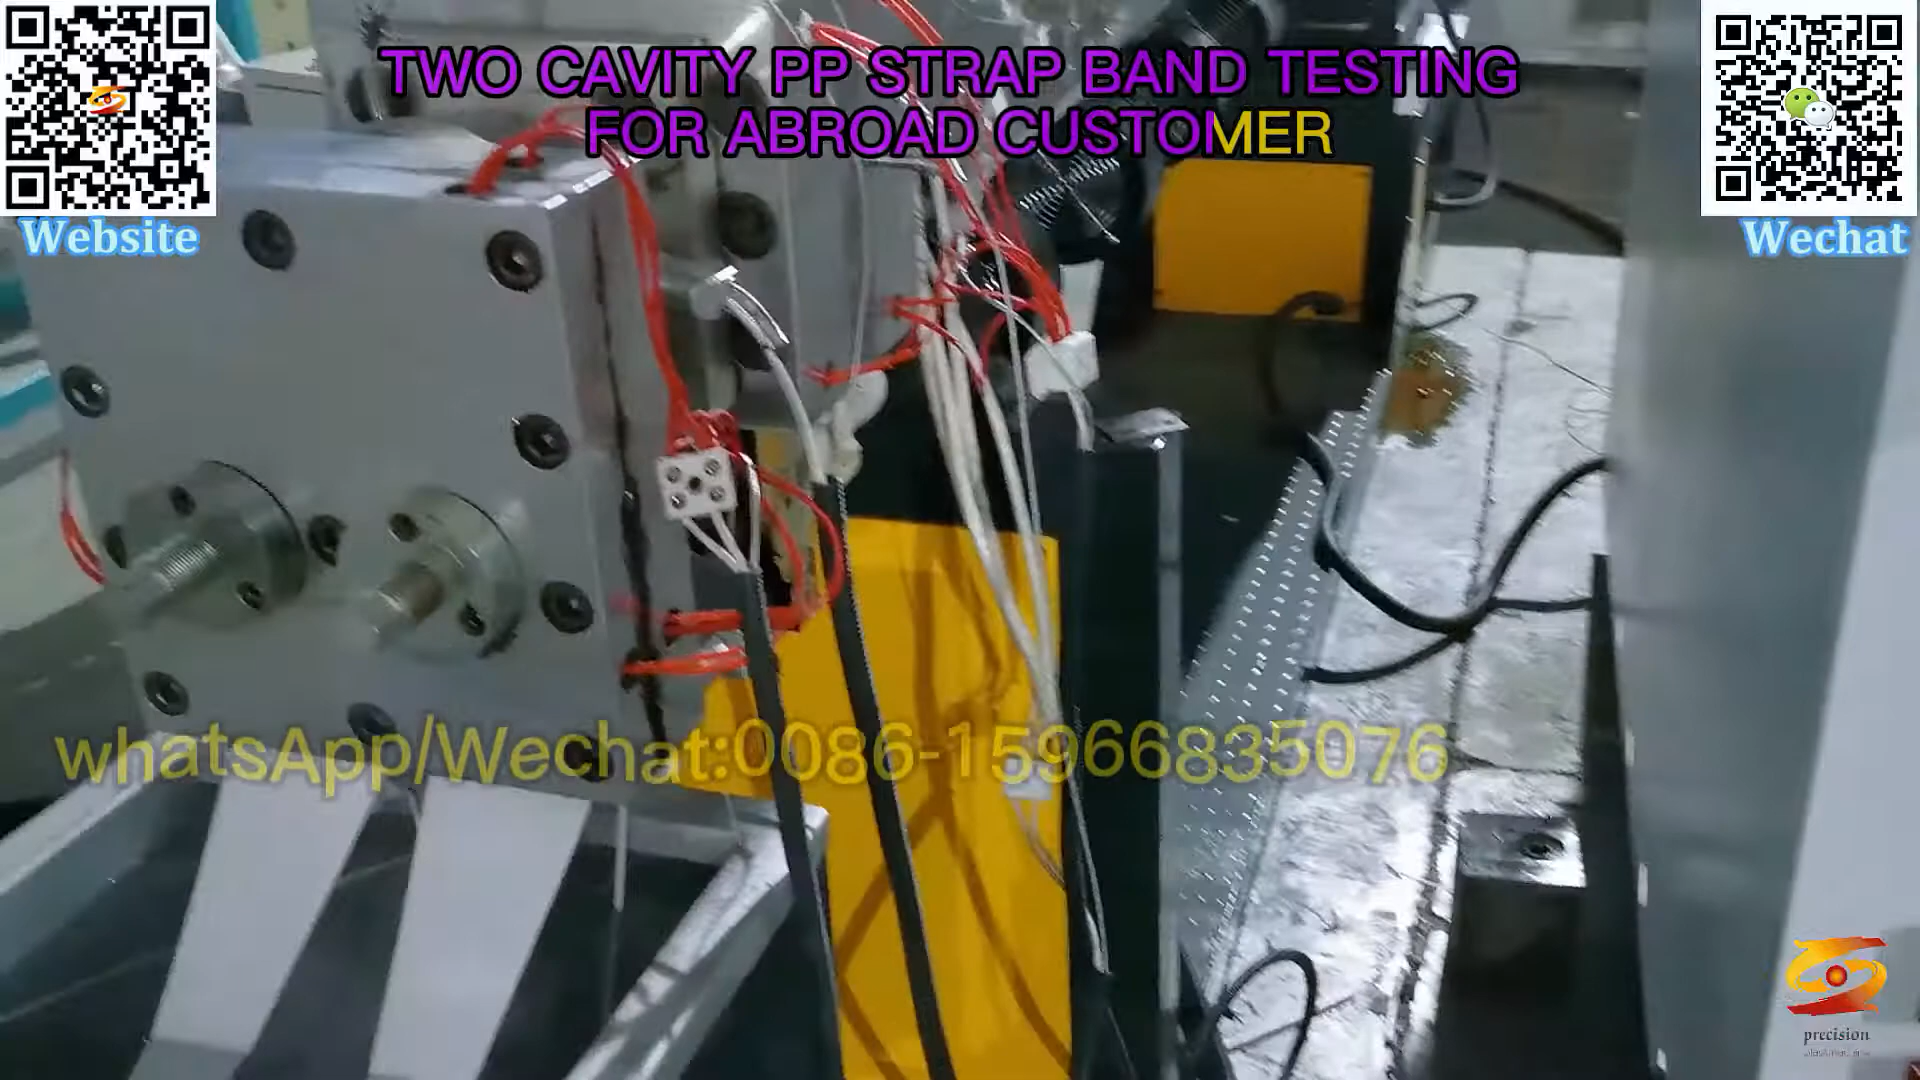 TWO CAVITY PP STRAP BAND TESTING
FOR ABROAD CUSTOMER
Website
Wechat
whatsApp/Wechat:0086-15966835076
precision